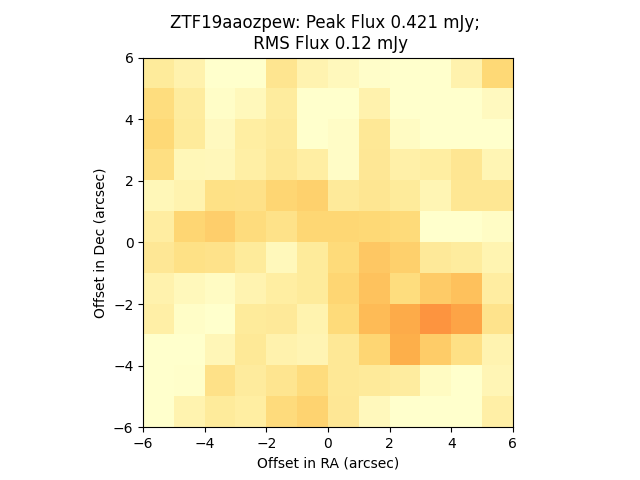 ZTF19aaozpew: Peak Flux 0.421 mJy;
RMS Flux 0.12 mJy
6
4
2
0
−2
−4
−6
Offset in Dec (arcsec)
−6 −4 −2 0 2 4 6
Offset in RA (arcsec)